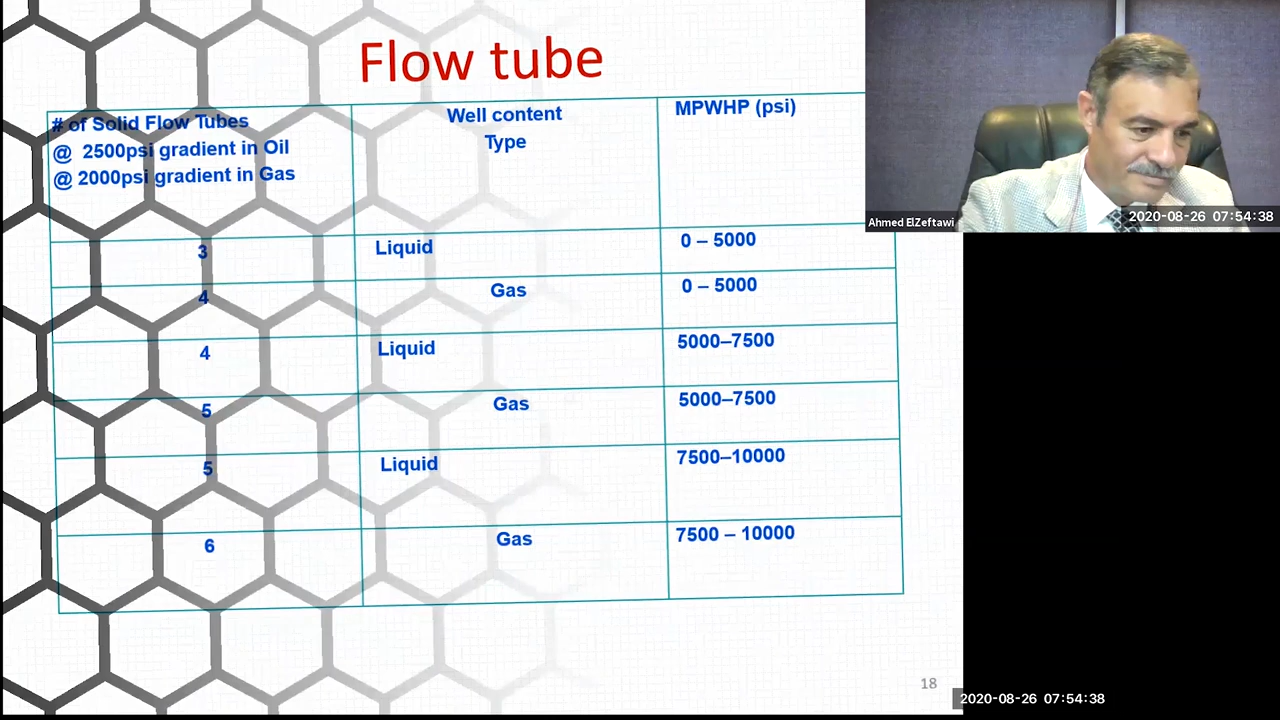 Flow tube
# of Solid Flow Tubes
@ 2500psi gradient in Oil
@ 2000psi gradient in Gas
Well content
Type
MPWHP (psi)
3 Liquid 0 – 5000
4 Gas 0 – 5000
4 Liquid 5000–7500
5 Gas 5000–7500
5 Liquid 7500–10000
6 Gas 7500 – 10000
18
Ahmed ElZeftawi
2020-08-26 07:54:38
2020-08-26 07:54:38